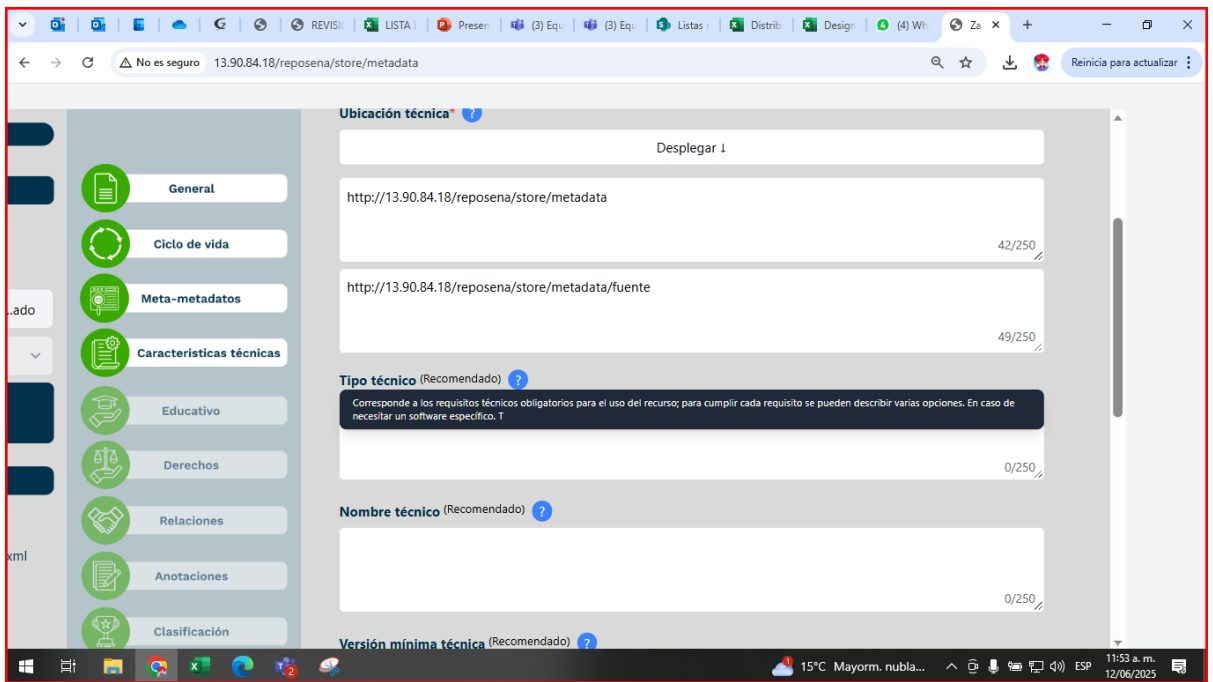 REVISI
LISTA D
Presen
(3) Equ
(3) Equ
Listas r
Distrib
Design
(4) Wh
Za
No es seguro 13.90.84.18/reposena/store/metadata
Reinicia para actualizar
Ubicación técnica* ?
Desplegar ↓
General
http://13.90.84.18/reposena/store/metadata
Ciclo de vida
42/250
http://13.90.84.18/reposena/store/metadata/fuente
Meta-metadatos
..ado
49/250
Caracteristicas técnicas
Tipo técnico (Recomendado) ?
Corresponde a los requisitos técnicos obligatorios para el uso del recurso; para cumplir cada requisito se pueden describir varias opciones. En caso de
necesitar un software específico. T
Educativo
Derechos
0/250
Nombre técnico (Recomendado) ?
Relaciones
xml
Anotaciones
0/250
Clasificación
Versión mínima técnica (Recomendado) ?
15°C Mayorm. nubla...
ESP
11:53 a. m.
12/06/2025